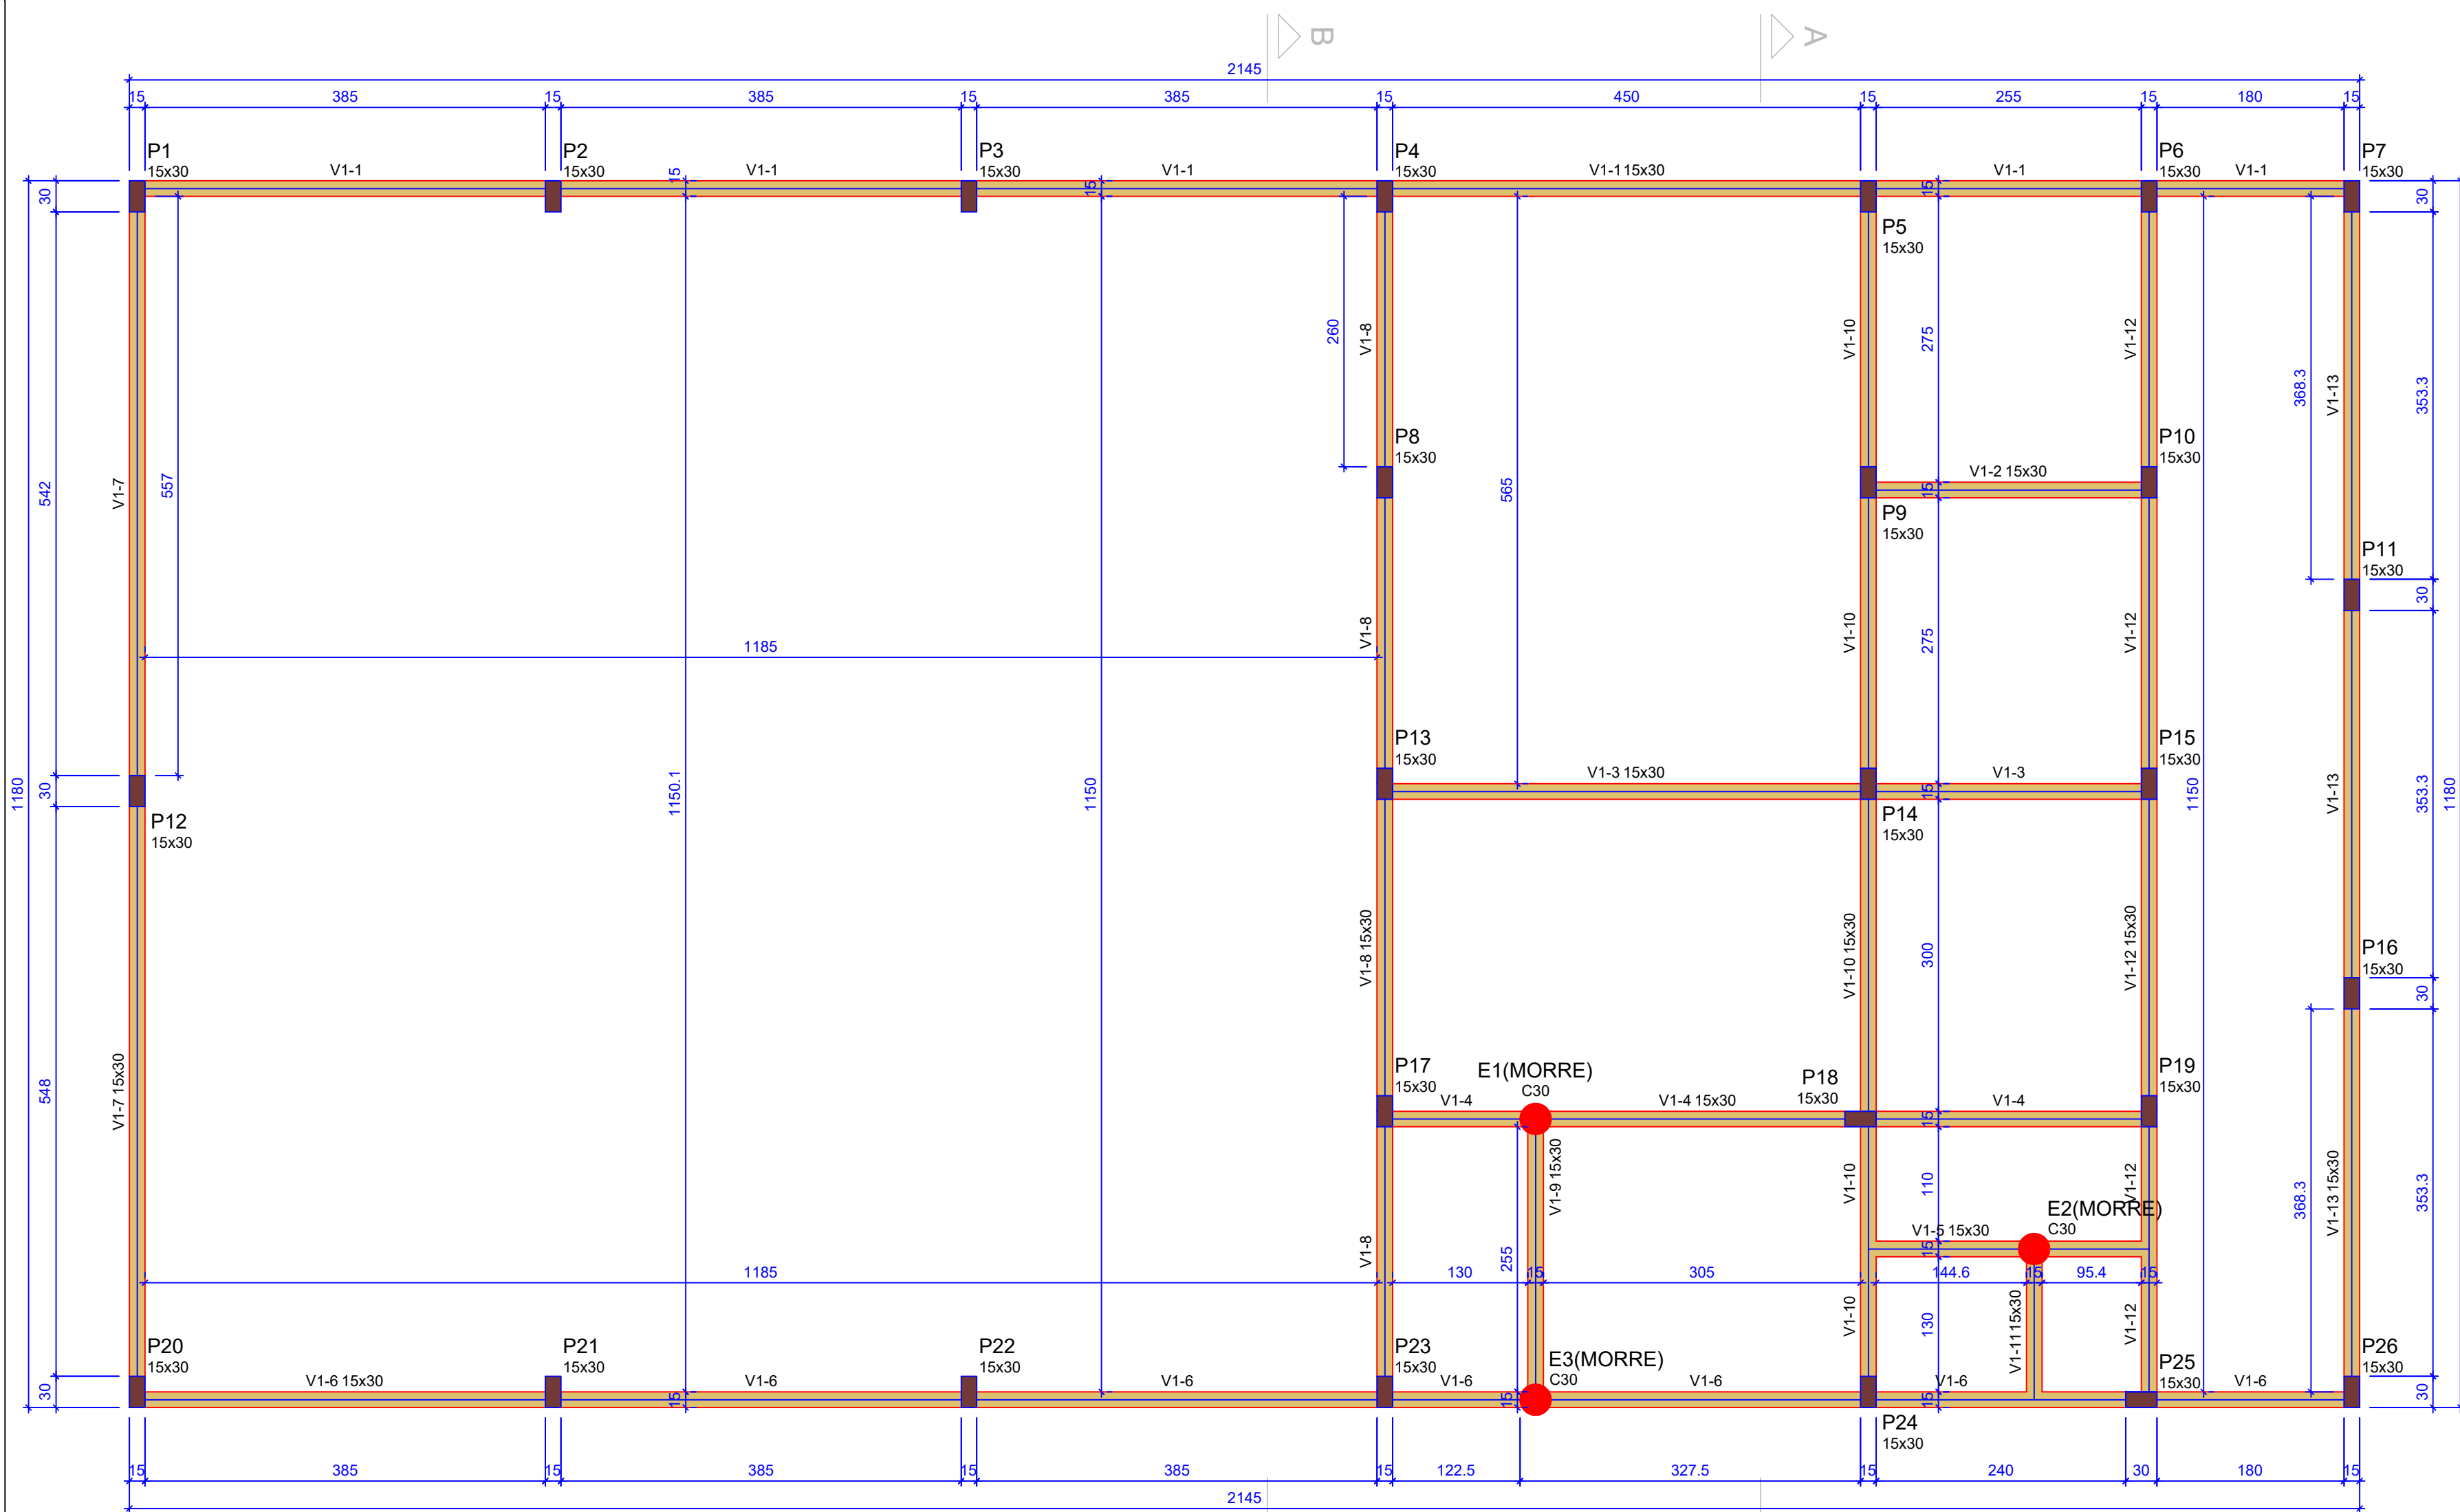 B
A
2145
15
385
15
385
15
385
15
450
15
255
15
180
15
P1
15x30
V1-1
P2
15x30
15
V1-1
P3
15x30
15
V1-1
P4
15x30
V1-1 15x30
15
V1-1
P6
15x30
V1-1
P7
15x30
30
30
P5
15x30
260
V1-8
V1-10
275
V1-12
368.3
V1-13
353.3
P8
15x30
P10
15x30
542
V1-7
557
565
15
V1-2 15x30
P9
15x30
P11
15x30
30
V1-8
V1-10
275
V1-12
1185
P13
15x30
P15
15x30
V1-3 15x30
15
V1-3
1180
30
1150.1
1150
1150
V1-13
353.3
1180
P12
15x30
P14
15x30
V1-8 15x30
V1-10 15x30
300
V1-12 15x30
P16
15x30
30
548
V1-7 15x30
P17
15x30
E1(MORRE)
C30
P18
15x30
P19
15x30
V1-4
V1-4 15x30
15
V1-4
V1-9 15x30
V1-10
110
V1-12
E2(MORRE)
C30
368.3
V1-13 15x30
353.3
V1-8
255
V1-5 15x30
15
1185
130
15
305
144.6
15
95.4
15
V1-10
130
V1-11 15x30
V1-12
P20
15x30
P21
15x30
P22
15x30
P23
15x30
E3(MORRE)
C30
P25
15x30
P26
15x30
30
V1-6 15x30
15
V1-6
V1-6
V1-6
15
V1-6
V1-6
15
V1-6
30
P24
15x30
15
385
15
385
15
385
15
122.5
327.5
15
240
30
180
15
2145